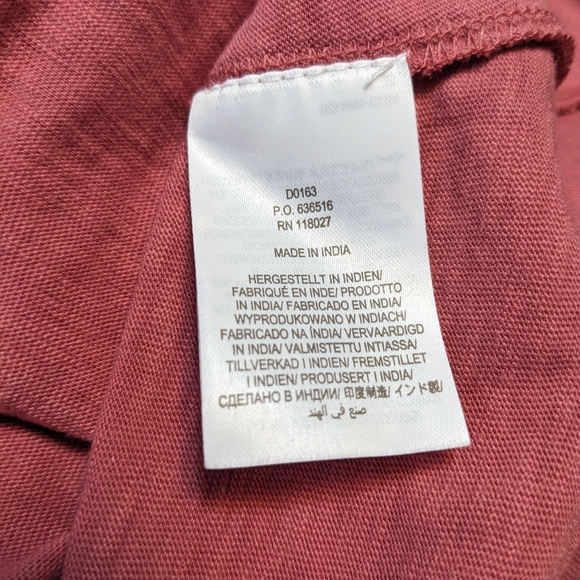 D0163
P.O. 636516
RN 118027
MADE IN INDIA
HERGESTELLT IN INDIEN/
FABRIQUÉ EN INDE/ PRODOTTO
IN INDIA/ FABRICADO EN INDIA/
WYPRODUKOWANO W INDIACH/
FABRICADO NA ÍNDIA/ VERVAARDIGD
IN INDIA/ VALMISTETTU INTIASSA/
TILLVERKAD I INDIEN/ FREMSTILLET
I INDIEN/ PRODUSERT I INDIA/
СДЕЛАНО В ИНДИИ/ 印度制造/ インド製/
صنع في الهند